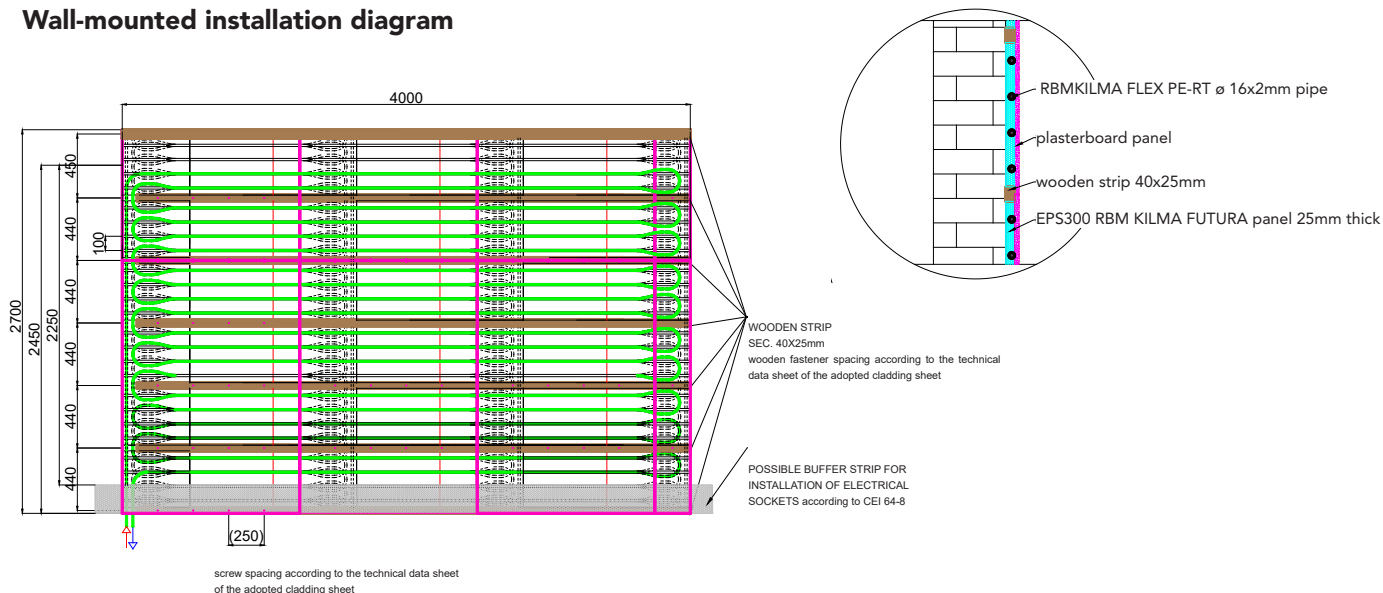 Wall-mounted installation diagram
4000
450
440
100
440
440
440
440
2700
2450
2250
(250)
screw spacing according to the technical data sheet
of the adopted cladding sheet
WOODEN STRIP
SEC. 40X25mm
wooden fastener spacing according to the technical
data sheet of the adopted cladding sheet
POSSIBLE BUFFER STRIP FOR
INSTALLATION OF ELECTRICAL
SOCKETS according to CEI 64-8
RBMKILMA FLEX PE-RT ø 16x2mm pipe
plasterboard panel
wooden strip 40x25mm
EPS300 RBM KILMA FUTURA panel 25mm thick